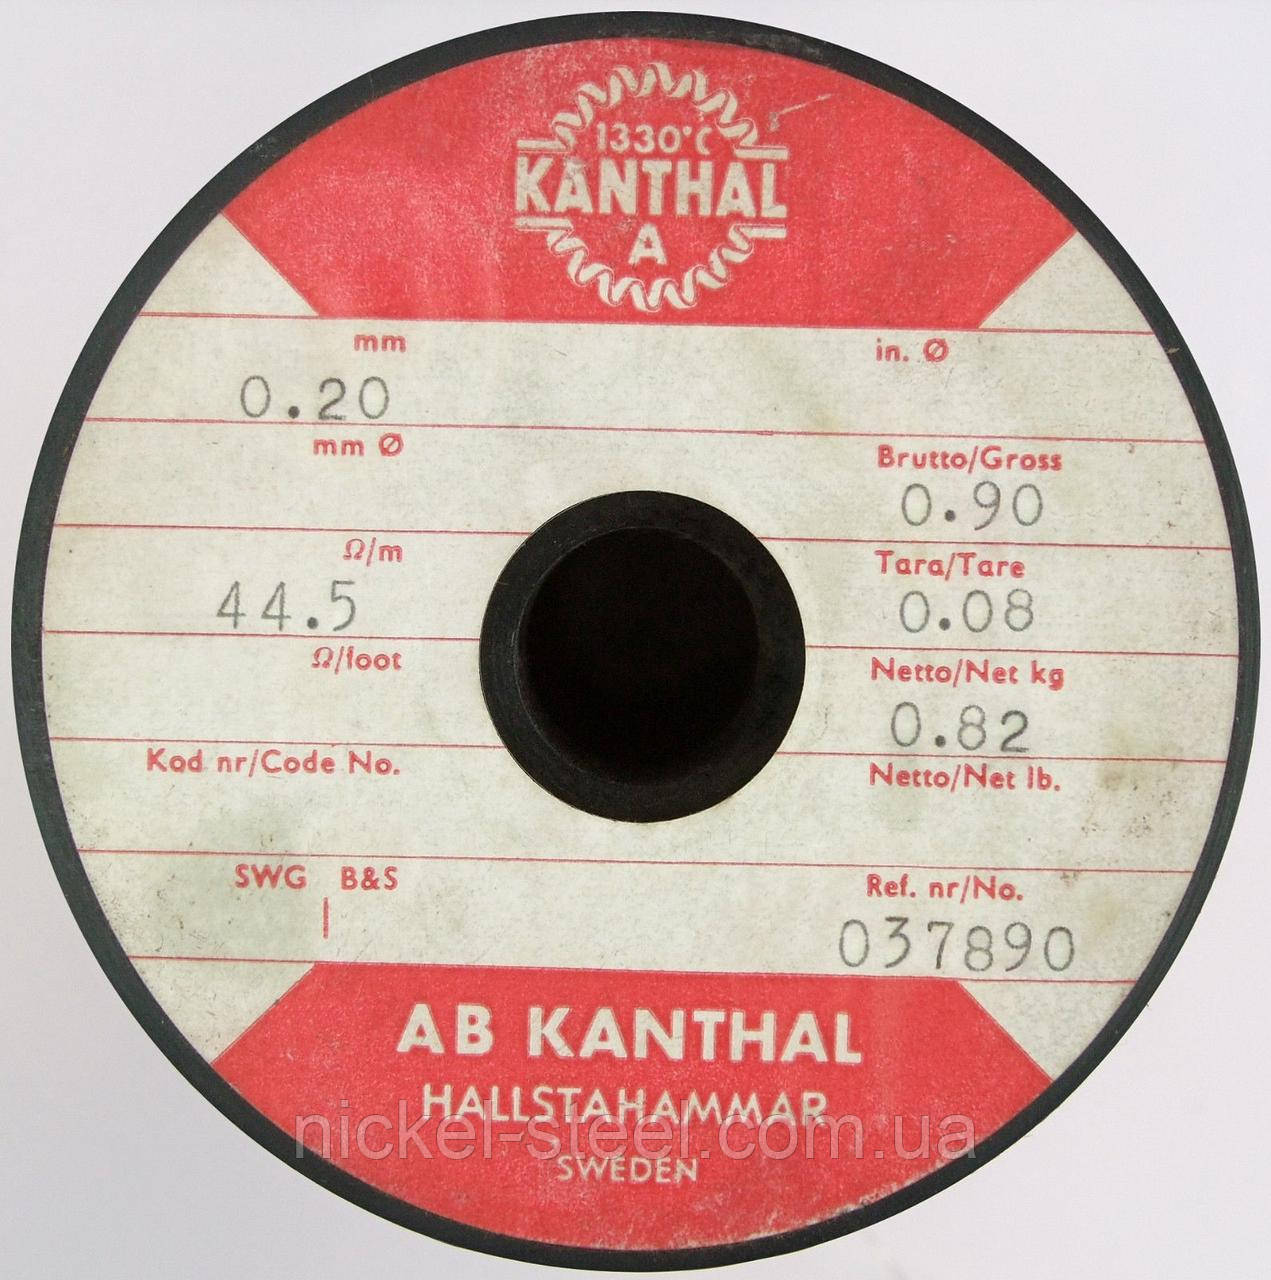 1330°C
KANTHAL
A
mm
in. Ø
0.20
mm Ø
Brutto/Gross
0.90
Ω/m
Tara/Tare
44.5
0.08
Ω/foot
Netto/Net kg
0.82
Kod nr/Code No.
Netto/Net lb.
SWG | B&S
Ref. nr/No.
037890
AB KANTHAL
HALLSTAHAMMAR
nickel-steel.com.ua
SWEDEN